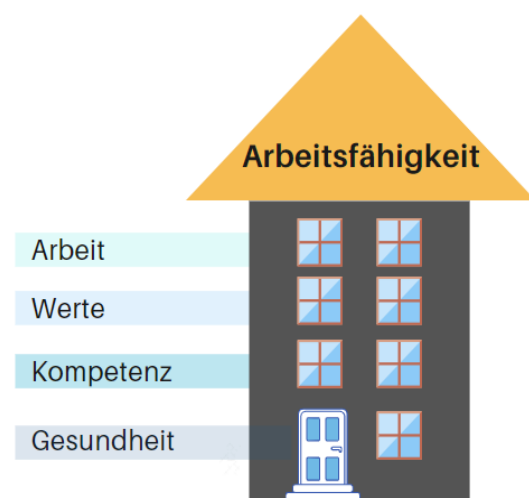 Arbeitsfähigkeit
Arbeit
Werte
Kompetenz
Gesundheit